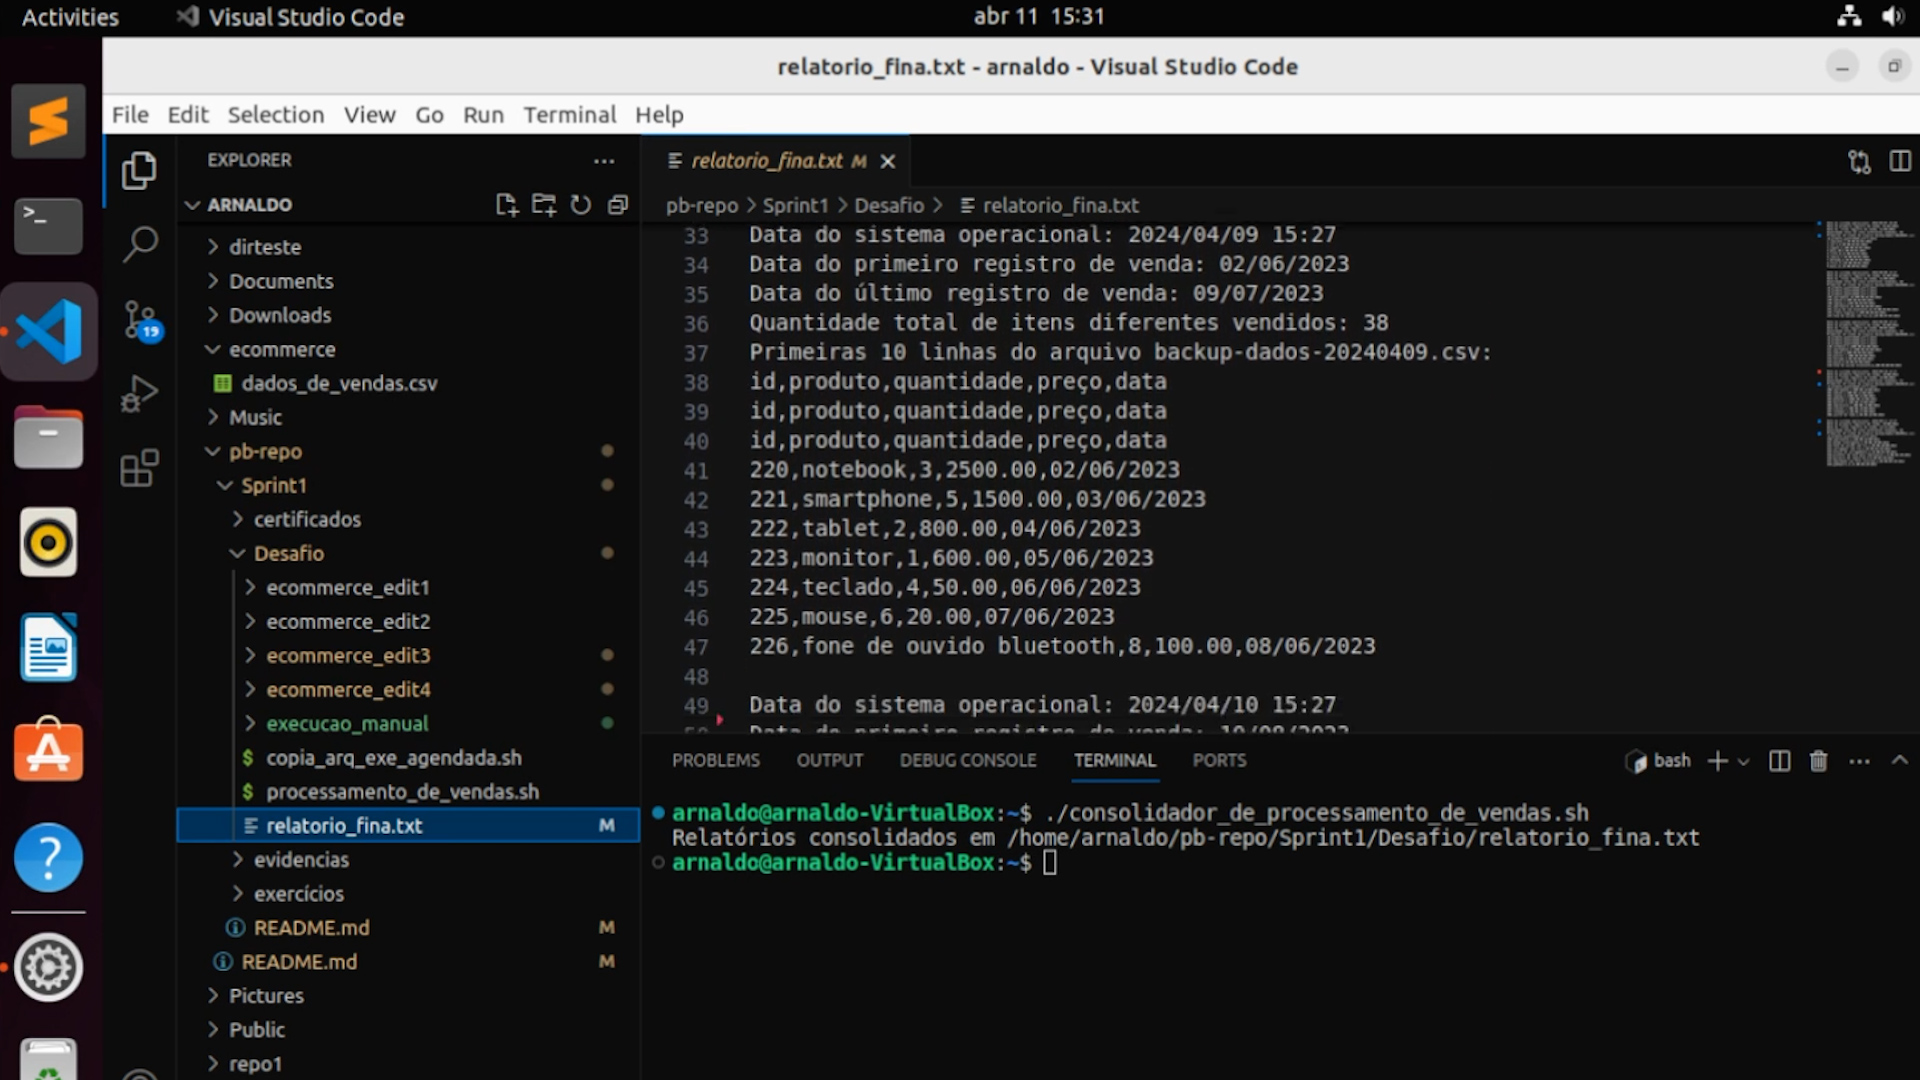 Activities
Visual Studio Code
abr 11 15:31
relatorio_fina.txt - arnaldo - Visual Studio Code
File Edit Selection View Go Run Terminal Help
EXPLORER
ARNALDO
dirteste
Documents
Downloads
ecommerce
dados_de_vendas.csv
Music
pb-repo
Sprint1
certificados
Desafio
ecommerce_edit1
ecommerce_edit2
ecommerce_edit3
ecommerce_edit4
execucao_manual
$ copia_arq_exe_agendada.sh
$ processamento_de_vendas.sh
relatorio_fina.txt M
evidencias
exercícios
README.md M
README.md M
Pictures
Public
repo1
19
relatorio_fina.txt M
pb-repo > Sprint1 > Desafio > relatorio_fina.txt
33 Data do sistema operacional: 2024/04/09 15:27
34 Data do primeiro registro de venda: 02/06/2023
35 Data do último registro de venda: 09/07/2023
36 Quantidade total de itens diferentes vendidos: 38
37 Primeiras 10 linhas do arquivo backup-dados-20240409.csv:
38 id,produto,quantidade,preço,data
39 id,produto,quantidade,preço,data
40 id,produto,quantidade,preço,data
41 220,notebook,3,2500.00,02/06/2023
42 221,smartphone,5,1500.00,03/06/2023
43 222,tablet,2,800.00,04/06/2023
44 223,monitor,1,600.00,05/06/2023
45 224,teclado,4,50.00,06/06/2023
46 225,mouse,6,20.00,07/06/2023
47 226,fone de ouvido bluetooth,8,100.00,08/06/2023
48
49 Data do sistema operacional: 2024/04/10 15:27
PROBLEMS OUTPUT DEBUG CONSOLE TERMINAL PORTS
bash
arnaldo@arnaldo-VirtualBox:~$ ./consolidador_de_processamento_de_vendas.sh
Relatórios consolidados em /home/arnaldo/pb-repo/Sprint1/Desafio/relatorio_fina.txt
arnaldo@arnaldo-VirtualBox:~$